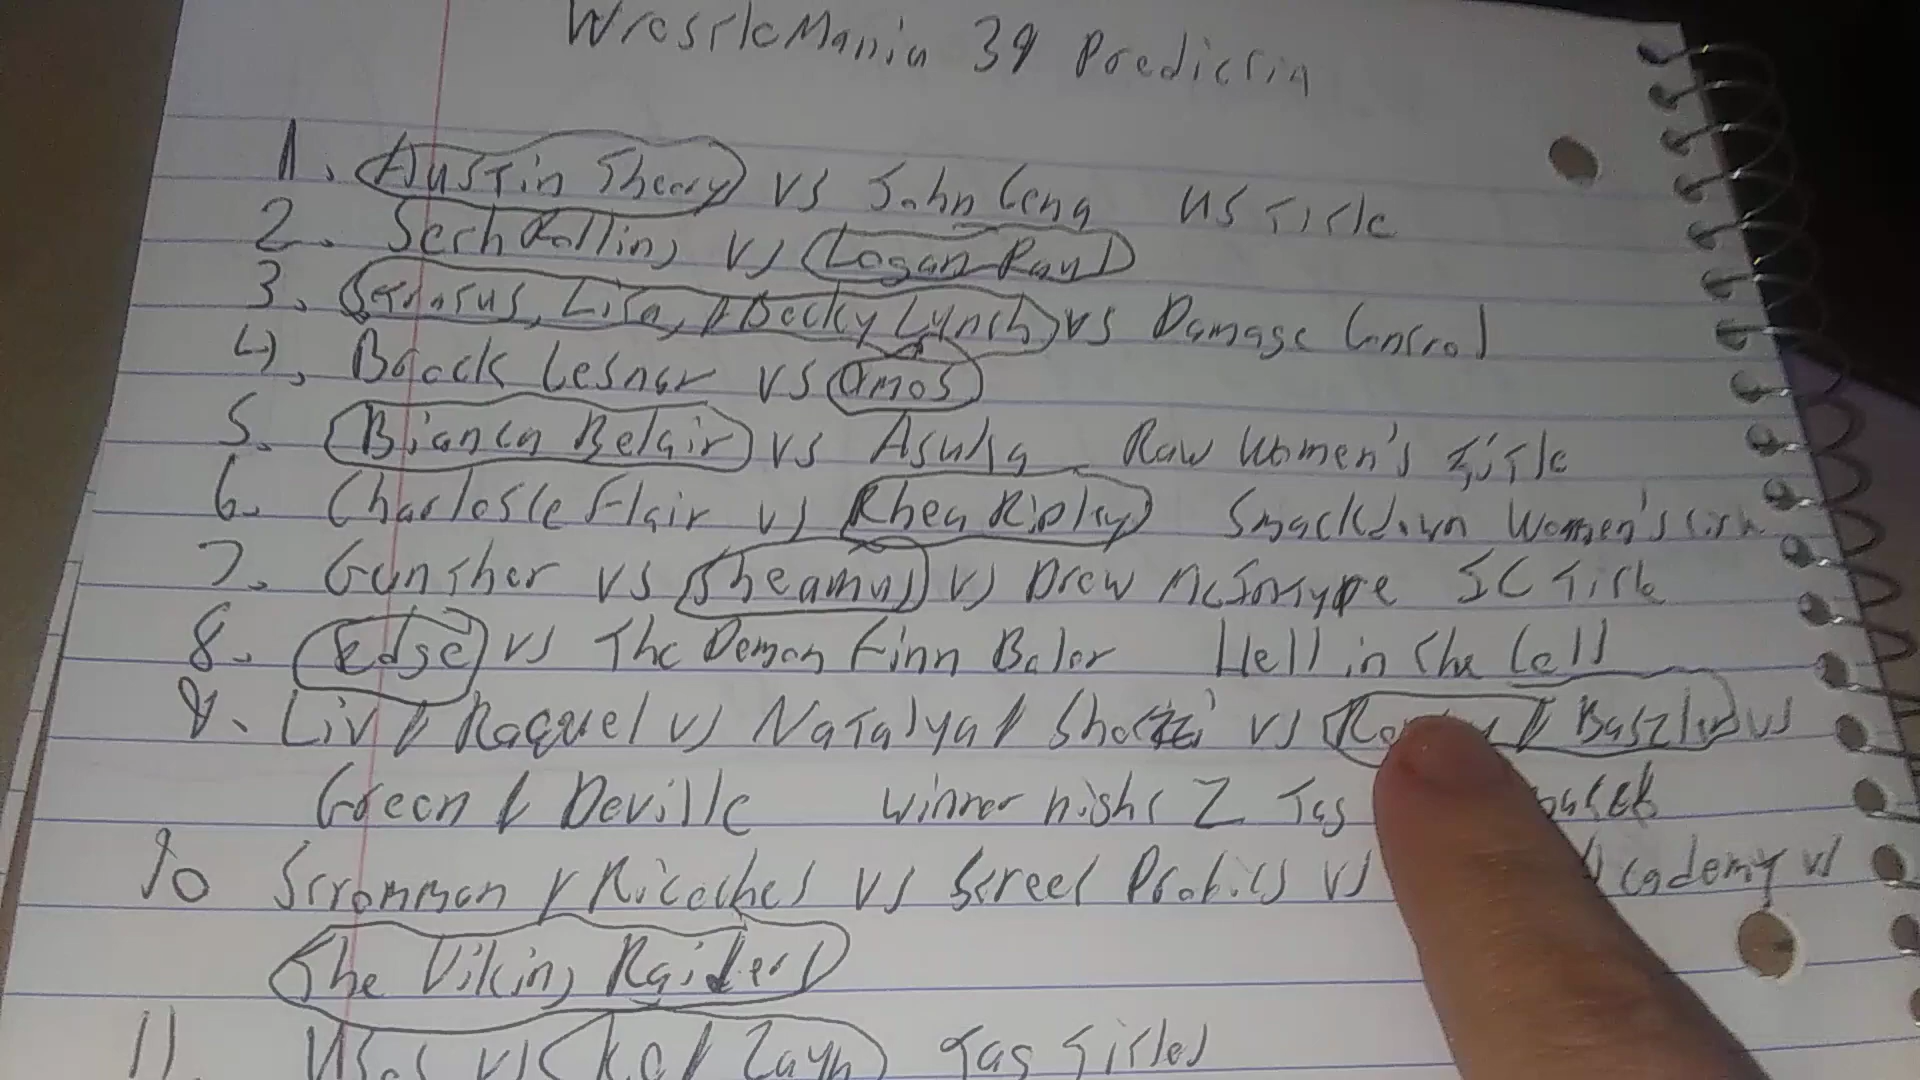 WrestleMania 39 Prediction
1. Austin Theory vs John Cena US Title
2. Seth Rollins vs Logan Paul
3. Stratus, Lita, & Becky Lynch vs Damage Control
4. Brock Lesnar vs Omos
5. Bianca Belair vs Asuka Raw Women's Title
6. Charlotte Flair vs Rhea Ripley Smackdown Women's
7. Gunther vs Sheamus vs Drew McIntyre IC Title
8. Edge vs The Demon Finn Balor Hell in the Cell
9. Liv & Raquel vs Natalya & Shotzi vs & Baszler vs
Green & Deville winner night 2 Tag
10 Strowman & Ricochet vs Street Profits vs Academy vs
The Viking Raiders
11. Usos vs KO & Zayn Tag Titles